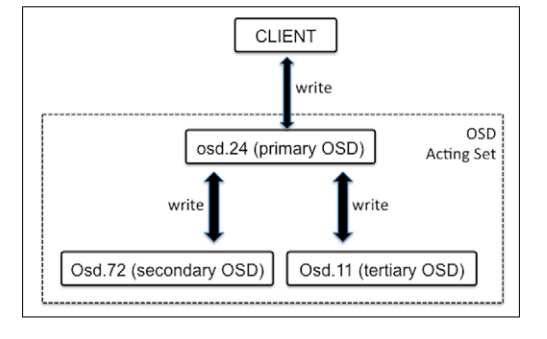 CLIENT
write
OSD
Acting Set
osd.24 (primary OSD)
write
write
Osd.72 (secondary OSD)
Osd.11 (tertiary OSD)